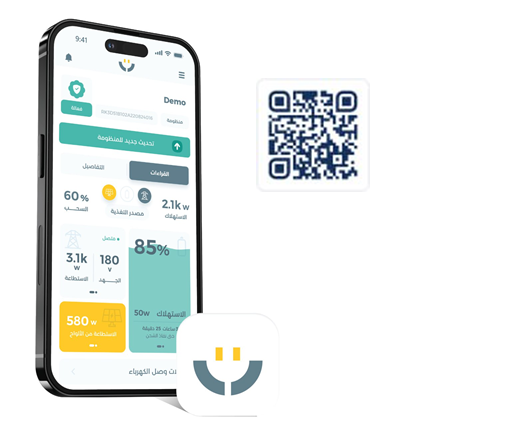 9:41
Demo
منظومة
فعالة
تحديث جديد للمنظومة
القراءات
التفاصيل
2.1k w
الاستهلاك
مصدر التغذية
60%
السحب
متصل
3.1k w
الاستطاعة
180 v
الجهد
85%
الاستهلاك
50w
580 w
الاستطاعة من الألواح
وصل الكهرباء